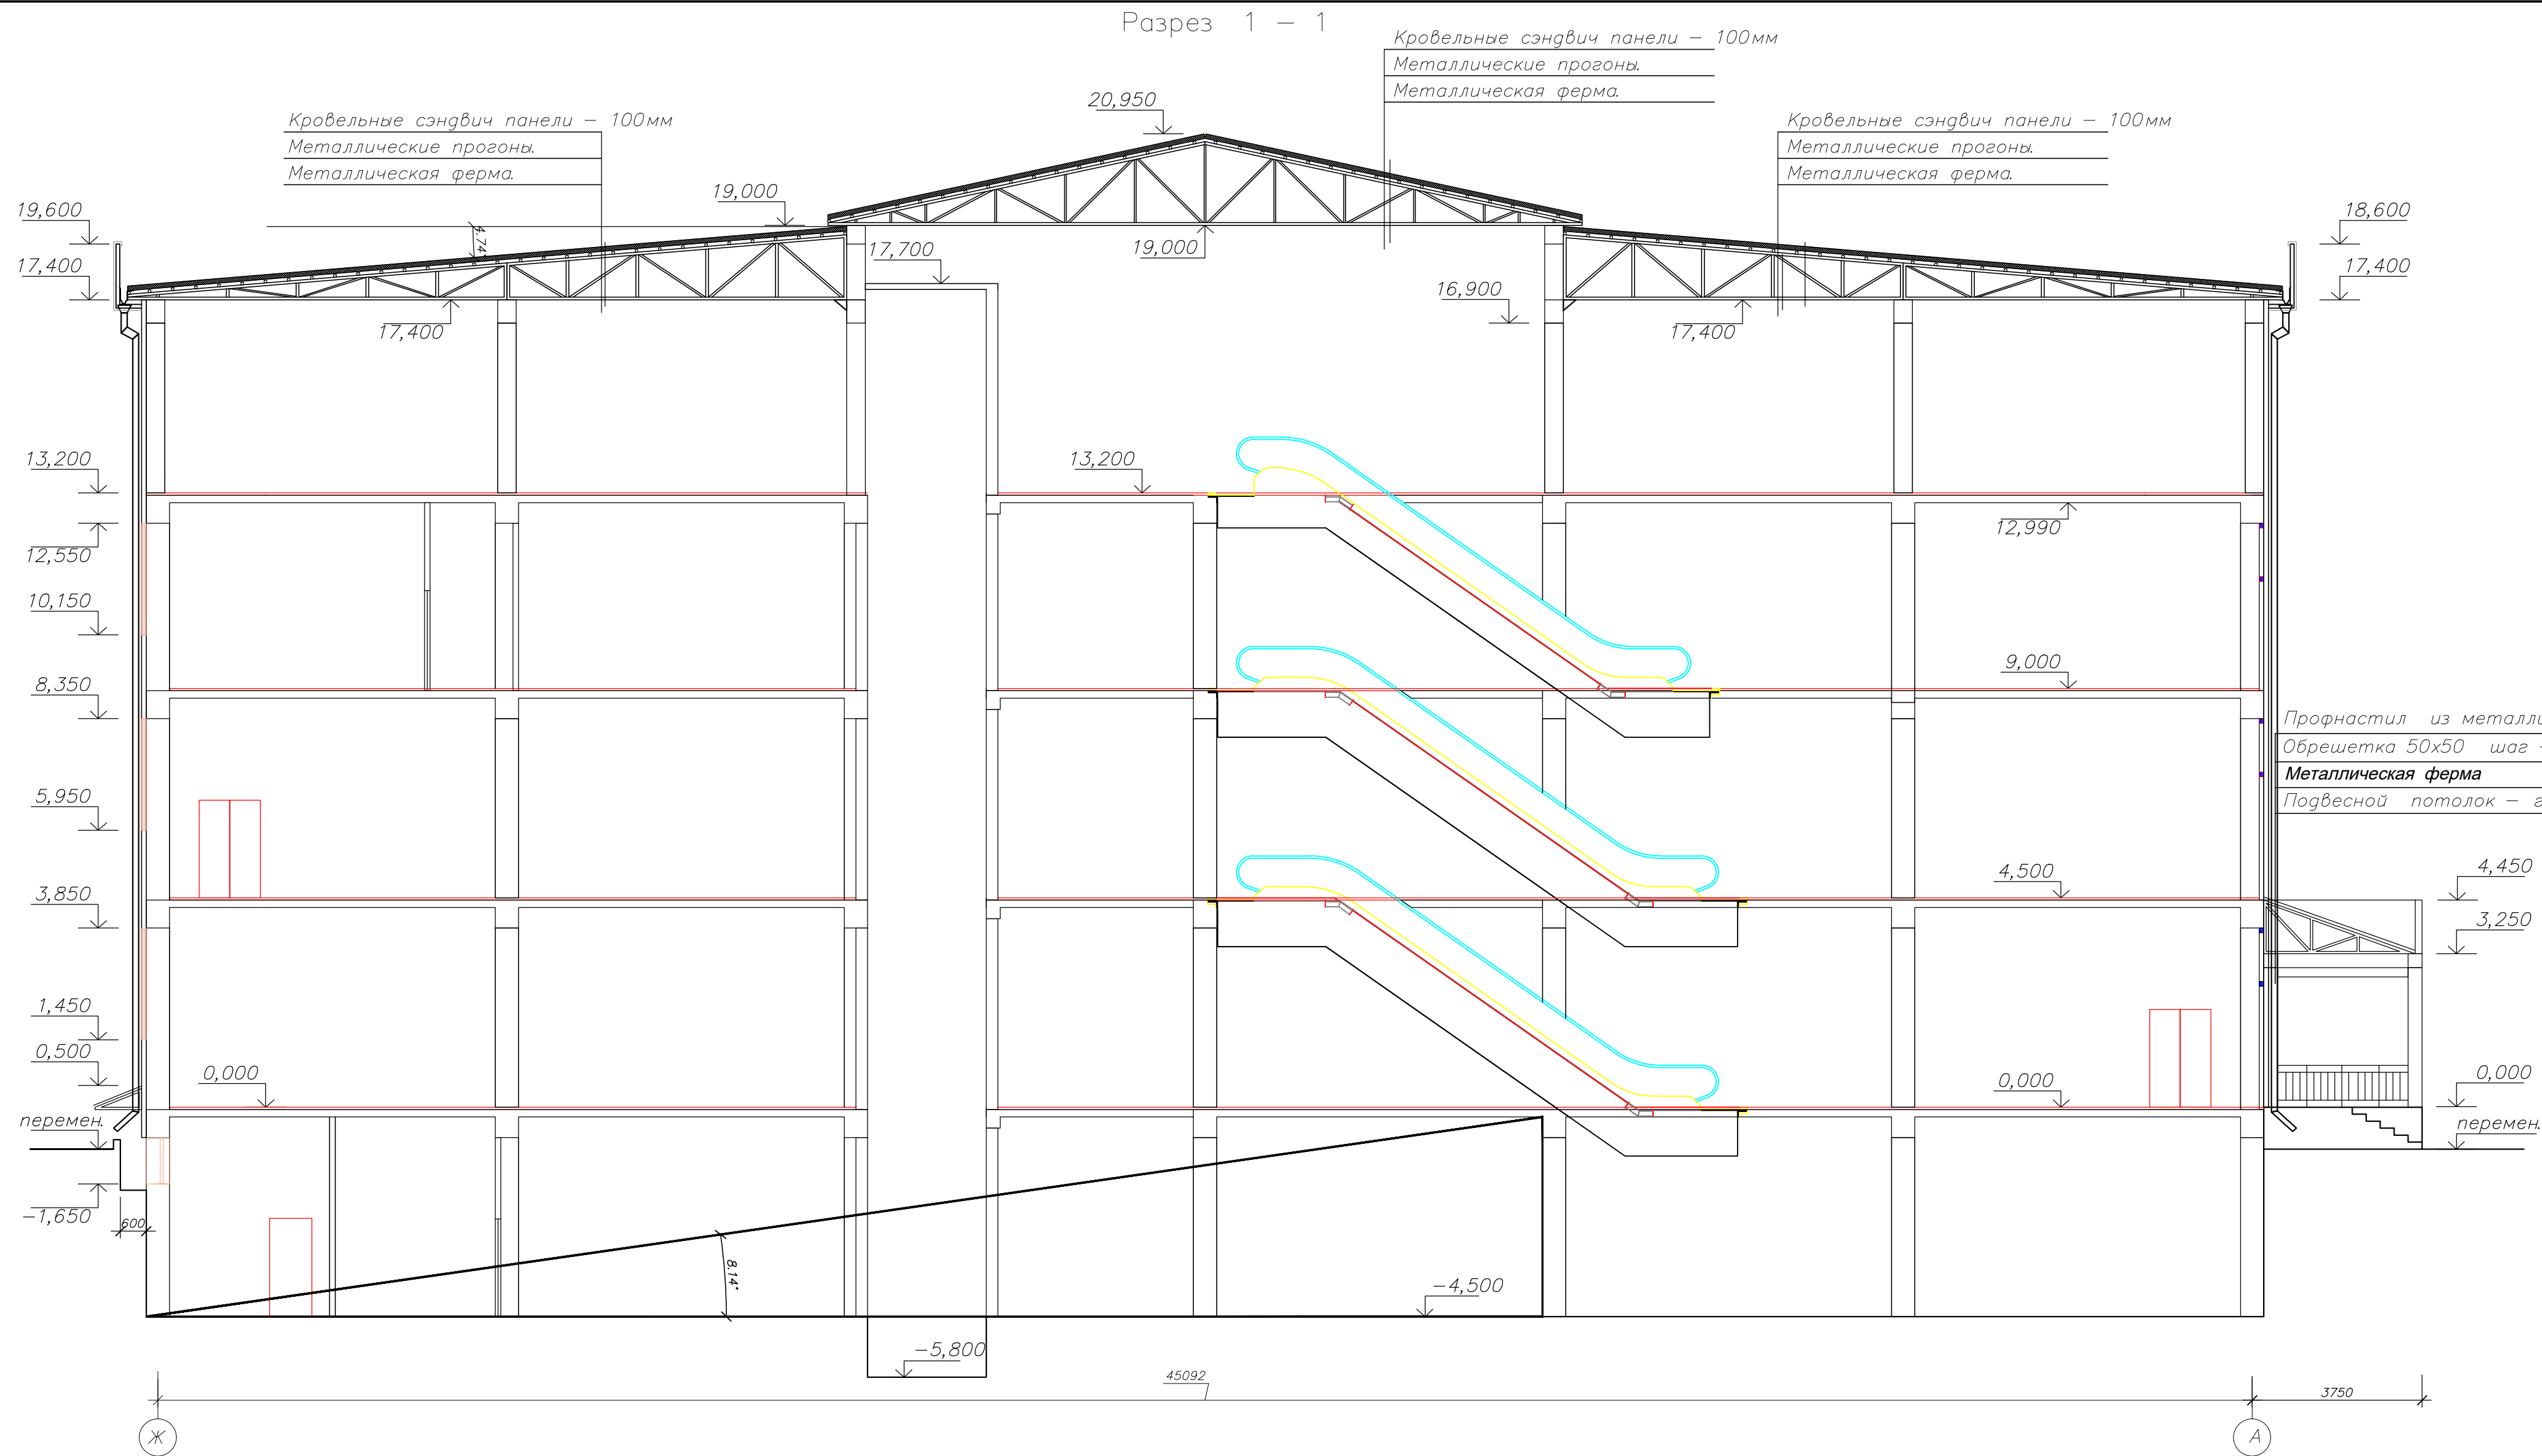 Разрез 1 – 1
Кровельные сэндвич панели – 100мм
Металлические прогоны.
Металлическая ферма.
20,950
Кровельные сэндвич панели – 100мм
Металлические прогоны.
Металлическая ферма.
Кровельные сэндвич панели – 100мм
Металлические прогоны.
Металлическая ферма.
19,000
19,600
18,600
4.74°
17,700
19,000
17,400
17,400
16,900
17,400
17,400
13,200
13,200
12,550
12,990
10,150
9,000
8,350
Профнастил из металли
Обрешетка 50х50 шаг -
Металлическая ферма
Подвесной потолок – г
5,950
4,500
4,450
3,850
3,250
1,450
0,500
0,000
0,000
0,000
перемен.
перемен.
-1,650
600
8.14°
-4,500
-5,800
45092
3750
Ж
А